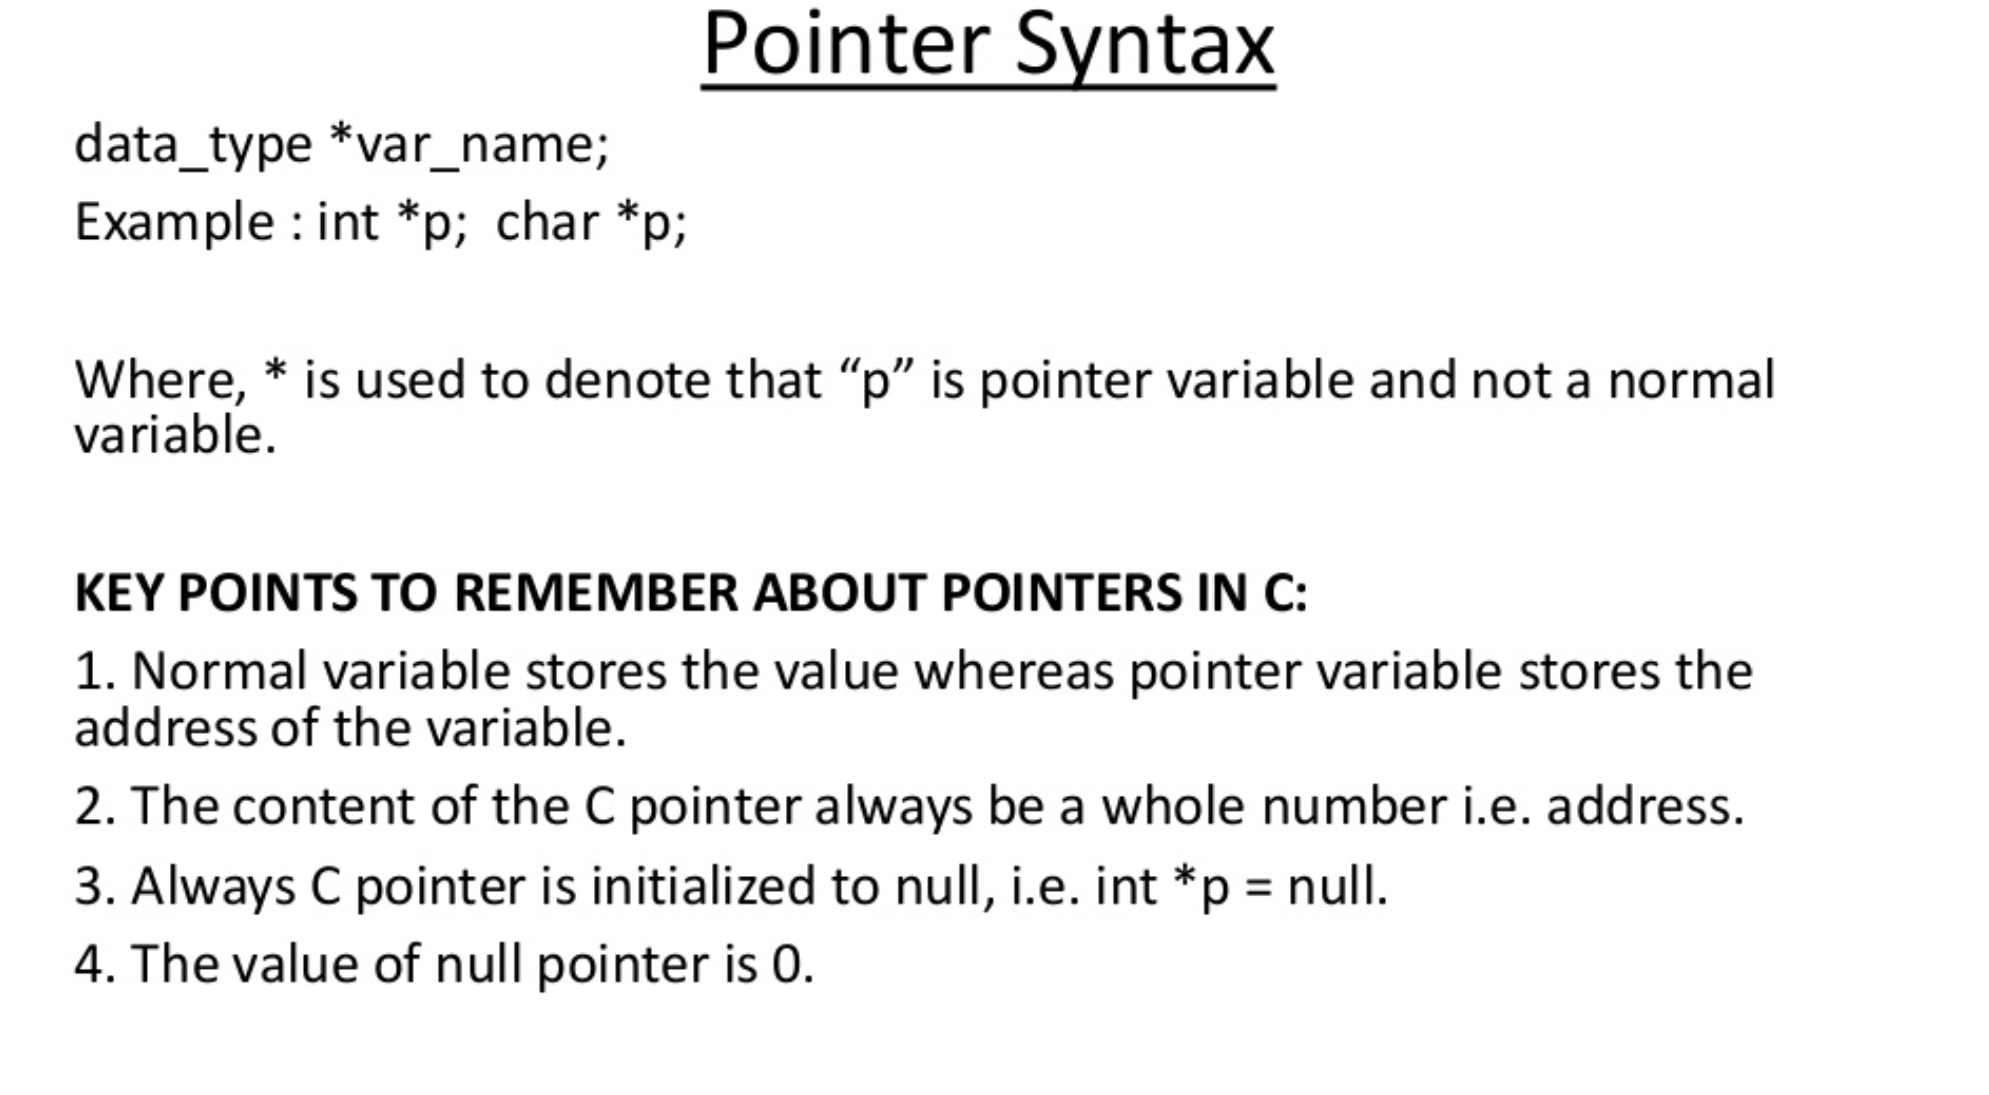 Pointer Syntax
data_type *var_name;
Example : int *p;  char *p;
Where, * is used to denote that “p” is pointer variable and not a normal
variable.
KEY POINTS TO REMEMBER ABOUT POINTERS IN C:
1. Normal variable stores the value whereas pointer variable stores the
address of the variable.
2. The content of the C pointer always be a whole number i.e. address.
3. Always C pointer is initialized to null, i.e. int *p = null.
4. The value of null pointer is 0.